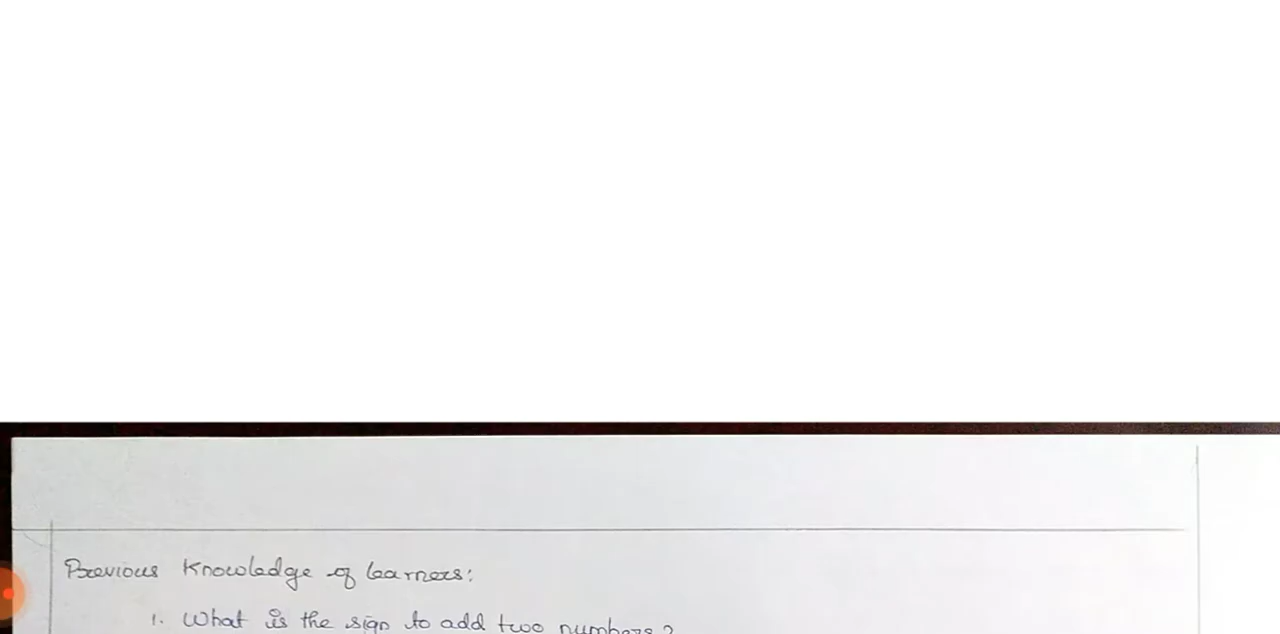 Previous Knowledge of learners:
1. What is the sign to add two numbers?